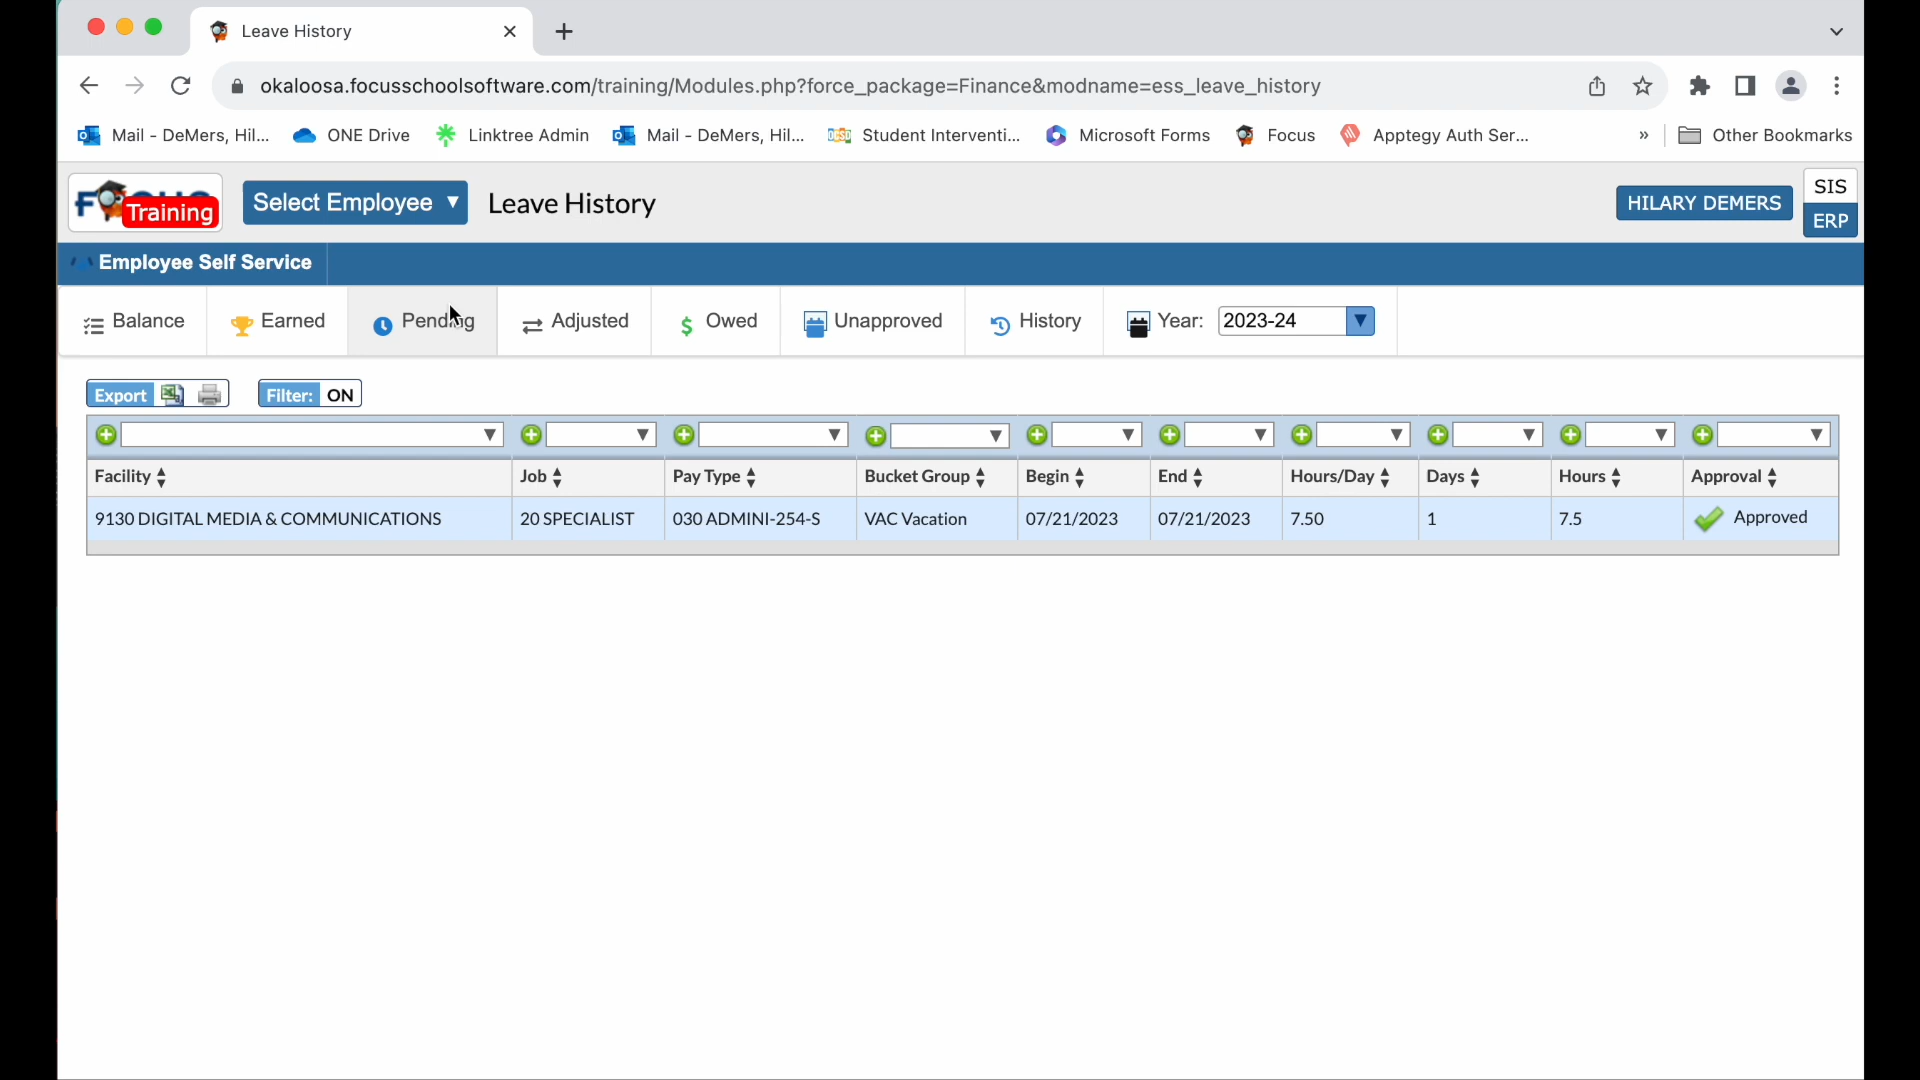 Leave History
okaloosa.focusschoolsoftware.com/training/Modules.php?force_package=Finance&modname=ess_leave_history
Mail - DeMers, Hil... ONE Drive Linktree Admin Mail - DeMers, Hil... Student Interventi... Microsoft Forms Focus Apptegy Auth Ser... » Other Bookmarks
Training Select Employee Leave History HILARY DEMERS SIS
ERP
Employee Self Service
Balance Earned Pending Adjusted Owed Unapproved History Year: 2023-24
Export Filter: ON
Facility Job Pay Type Bucket Group Begin End Hours/Day Days Hours Approval
9130 DIGITAL MEDIA & COMMUNICATIONS 20 SPECIALIST 030 ADMINI-254-S VAC Vacation 07/21/2023 07/21/2023 7.50 1 7.5 Approved